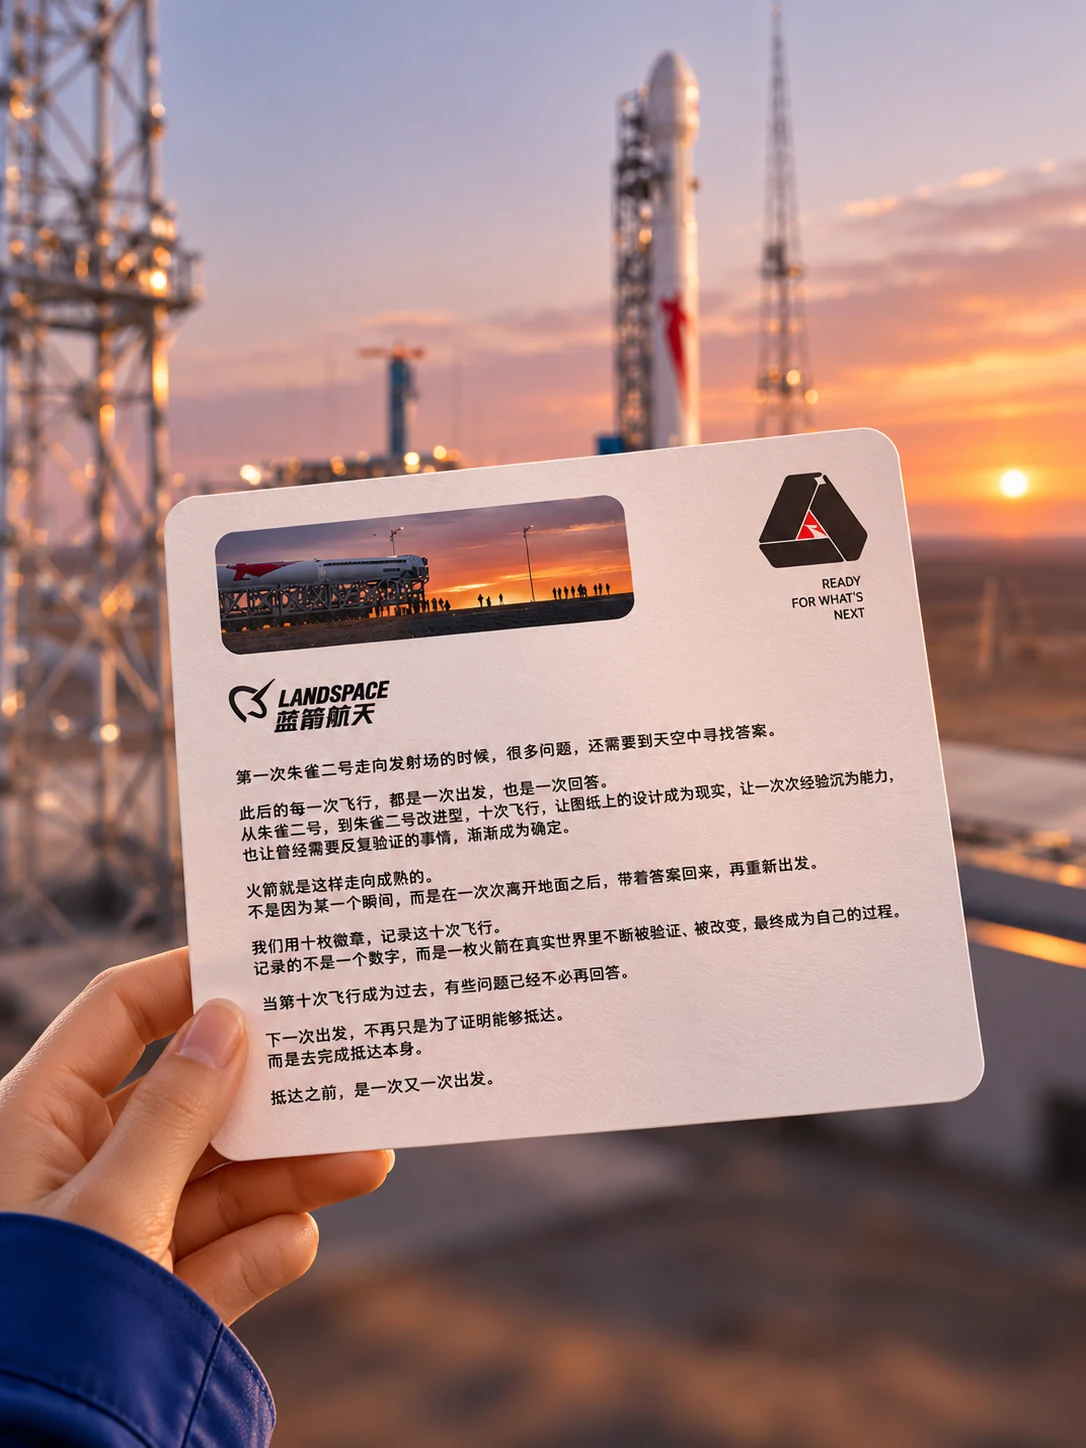 READY
FOR WHAT'S
NEXT
LANDSPACE
蓝箭航天
第一次朱雀二号走向发射场的时候，很多问题，还需要到天空中寻找答案。
此后的每一次飞行，都是一次出发，也是一次回答。
从朱雀二号，到朱雀二号改进型，十次飞行，让图纸上的设计成为现实，让一次次经验沉为能力，
也让曾经需要反复验证的事情，渐渐成为确定。
火箭就是这样走向成熟的。
不是因为某一个瞬间，而是在一次次离开地面之后，带着答案回来，再重新出发。
我们用十枚徽章，记录这十次飞行。
记录的不是一个数字，而是一枚火箭在真实世界里不断被验证、被改变，最终成为自己的过程。
当第十次飞行成为过去，有些问题已经不必再回答。
下一次出发，不再只是为了证明能够抵达。
而是去完成抵达本身。
抵达之前，是一次又一次出发。